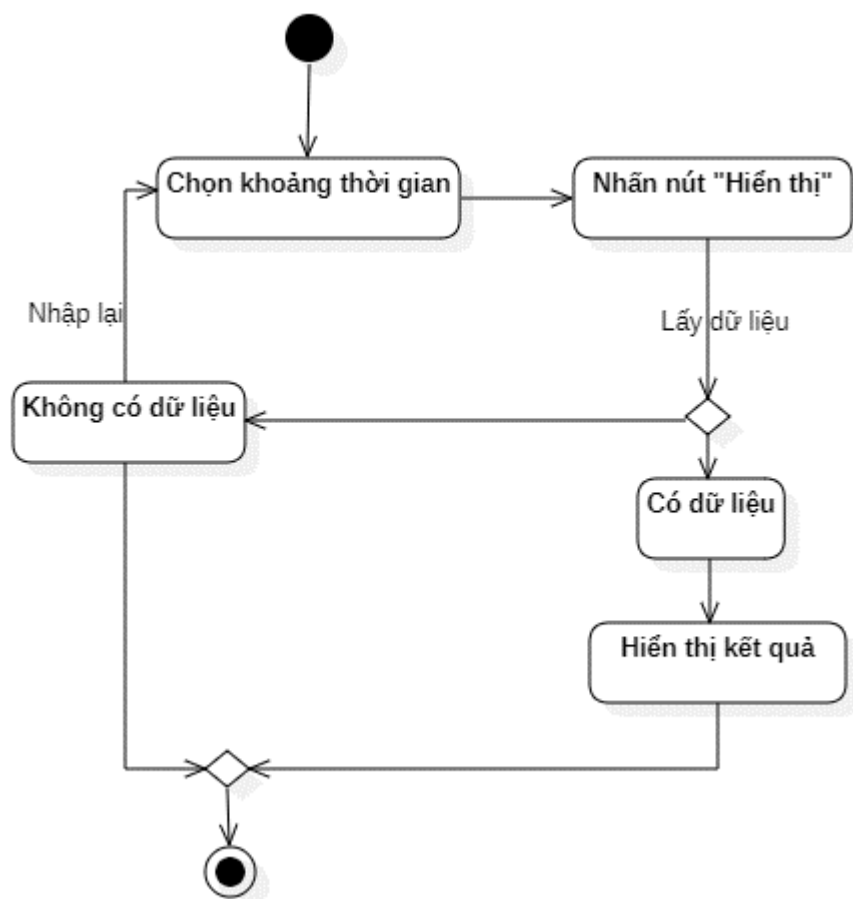 Chọn khoảng thời gian
Nhấn nút "Hiển thị"
Nhập lại
Lấy dữ liệu
Không có dữ liệu
Có dữ liệu
Hiển thị kết quả